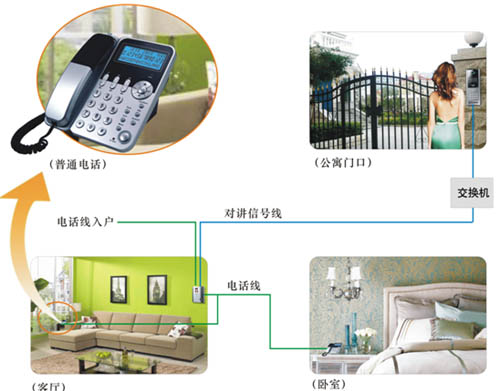 （普通电话）
（公寓门口）
交换机
电话线入户
对讲信号线
电话线
（客厅）
（卧室）